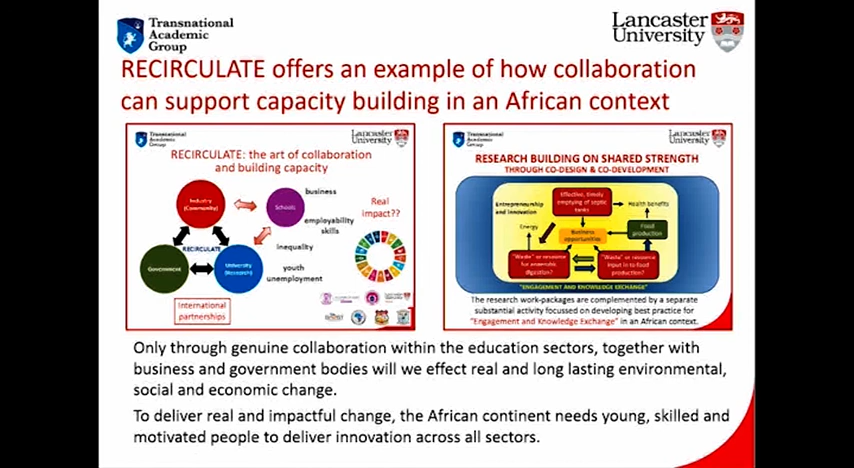 Transnational
Academic
Group
Lancaster
University
RECIRCULATE offers an example of how collaboration
can support capacity building in an African context
Transnational
Academic
Group
Lancaster
University
RECIRCULATE: the art of collaboration
and building capacity
Industry
(Community)
Schools
business
employability
skills
Real
impact??
RECIRCULATE
Government
University
(Research)
inequality
youth
unemployment
International
partnerships
Transnational
Academic
Group
Lancaster
University
RESEARCH BUILDING ON SHARED STRENGTH
THROUGH CO-DESIGN & CO-DEVELOPMENT
Entrepreneurship
and Innovation
Effective, timely
emptying of septic
tanks
Health benefits
Energy
Business
opportunities
Food
production
"Waste" or resource
for anaerobic
digestion?
"Waste" or resource
input in to food
production?
"ENGAGEMENT AND KNOWLEDGE EXCHANGE"
The research work-packages are complemented by a separate
substantial activity focussed on developing best practice for
"Engagement and Knowledge Exchange" in an African context.
Only through genuine collaboration within the education sectors, together with
business and government bodies will we effect real and long lasting environmental,
social and economic change.
To deliver real and impactful change, the African continent needs young, skilled and
motivated people to deliver innovation across all sectors.